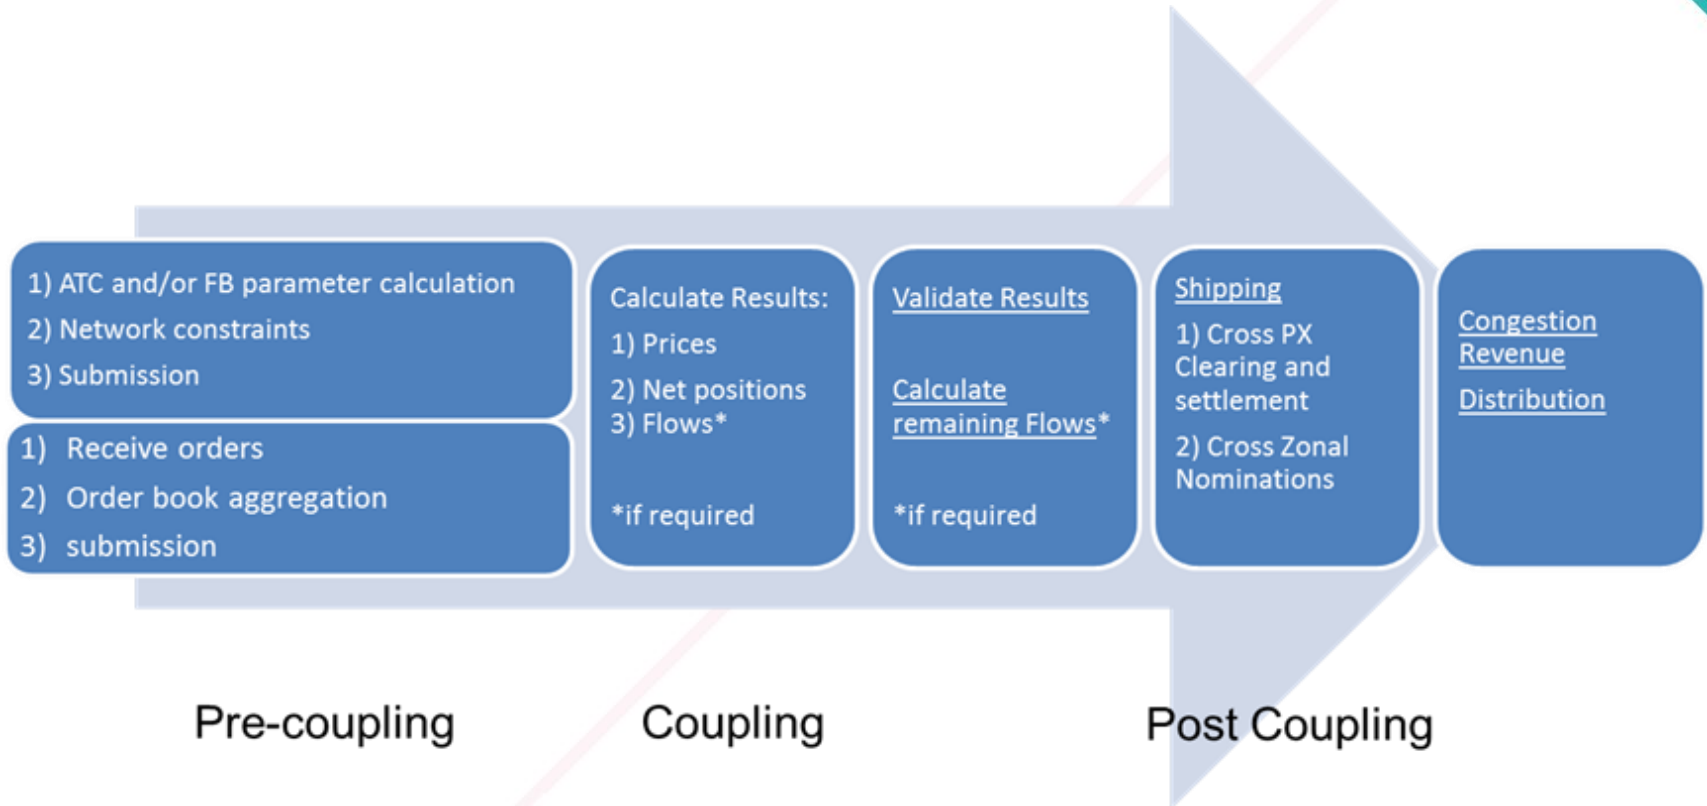 1) ATC and/or FB parameter calculation
2) Network constraints
3) Submission
1) Receive orders
2) Order book aggregation
3) submission
Calculate Results:
1) Prices
2) Net positions
3) Flows*
*if required
Validate Results
Calculate
remaining Flows*
*if required
Shipping
1) Cross PX
Clearing and
settlement
2) Cross Zonal
Nominations
Congestion
Revenue
Distribution
Pre-coupling
Coupling
Post Coupling